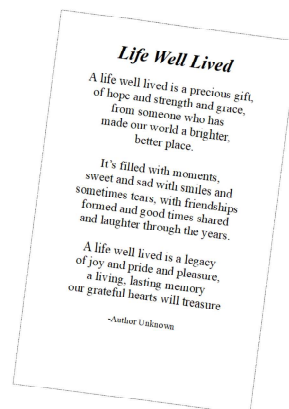 Life Well Lived
A life well lived is a precious gift,
of hope and strength and grace,
from someone who has
made our world a brighter,
better place.
It's filled with moments,
sweet and sad with smiles and
sometimes tears, with friendships
formed and good times shared
and laughter through the years.
A life well lived is a legacy
of joy and pride and pleasure,
a living, lasting memory
our grateful hearts will treasure
-Author Unknown